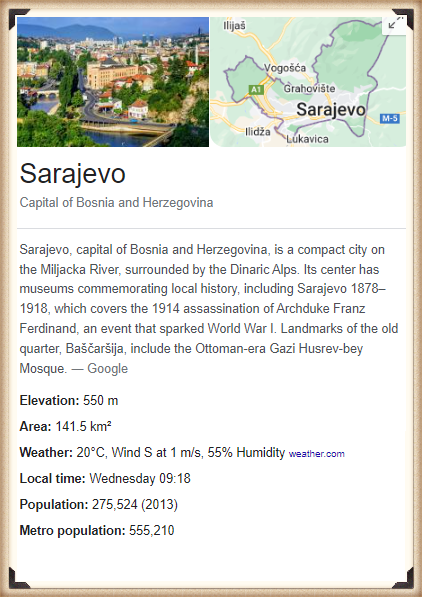 Ilijaš
Vogošća
Grahovište
A1
Sarajevo
M-5
Ilidža
Lukavica
Sarajevo
Capital of Bosnia and Herzegovina
Sarajevo, capital of Bosnia and Herzegovina, is a compact city on
the Miljacka River, surrounded by the Dinaric Alps. Its center has
museums commemorating local history, including Sarajevo 1878–
1918, which covers the 1914 assassination of Archduke Franz
Ferdinand, an event that sparked World War I. Landmarks of the old
quarter, Baščaršija, include the Ottoman-era Gazi Husrev-bey
Mosque. — Google
Elevation: 550 m
Area: 141.5 km²
Weather: 20°C, Wind S at 1 m/s, 55% Humidity weather.com
Local time: Wednesday 09:18
Population: 275,524 (2013)
Metro population: 555,210